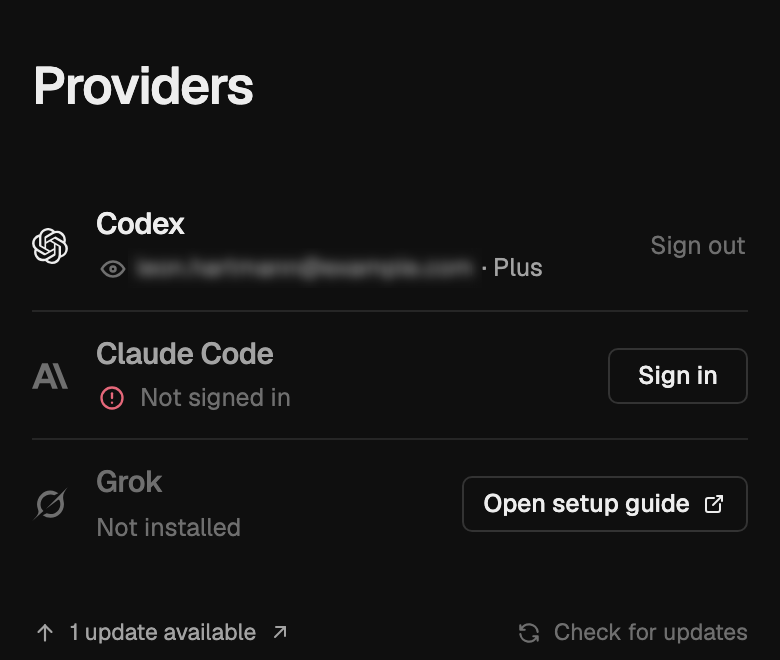 Providers
Codex
· Plus
Sign out
Claude Code
Not signed in
Sign in
Grok
Not installed
Open setup guide
1 update available
Check for updates